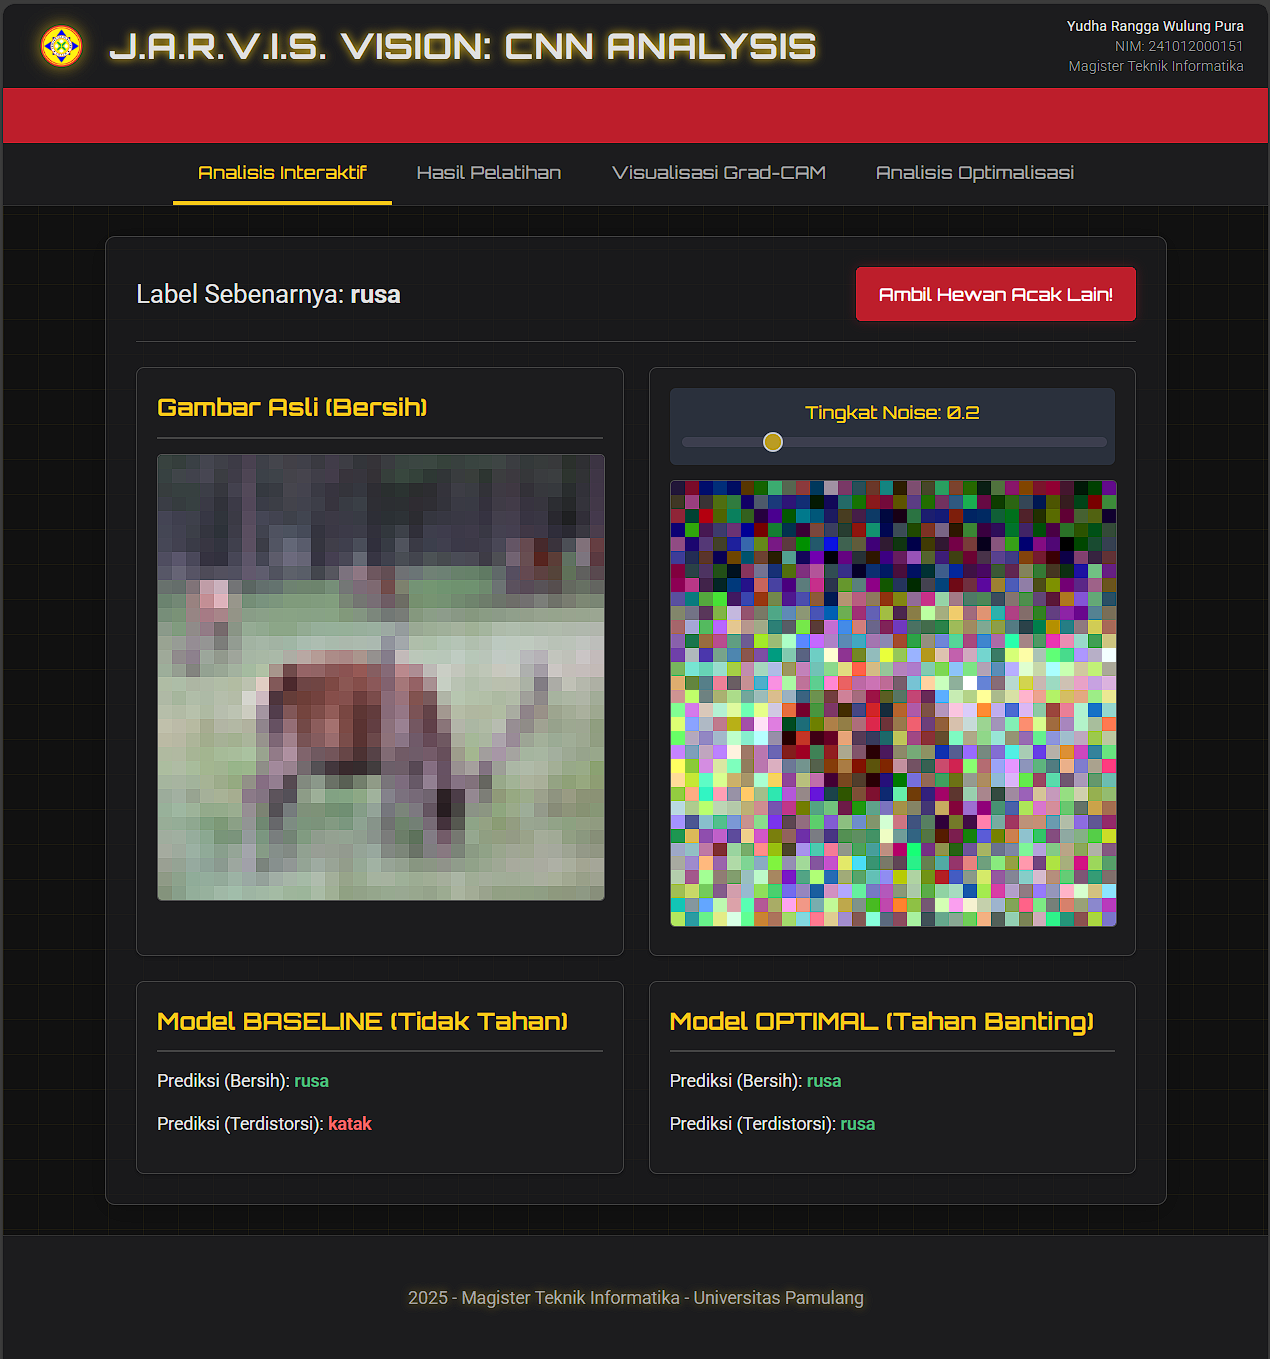 J.A.R.V.I.S. VISION: CNN ANALYSIS
Yudha Rangga Wulung Pura
NIM: 241012000151
Magister Teknik Informatika
Analisis Interaktif
Hasil Pelatihan
Visualisasi Grad-CAM
Analisis Optimalisasi
Label Sebenarnya: rusa
Ambil Hewan Acak Lain!
Gambar Asli (Bersih)
Tingkat Noise: 0.2
Model BASELINE (Tidak Tahan)
Prediksi (Bersih): rusa
Prediksi (Terdistorsi): katak
Model OPTIMAL (Tahan Banting)
Prediksi (Bersih): rusa
Prediksi (Terdistorsi): rusa
2025 - Magister Teknik Informatika - Universitas Pamulang